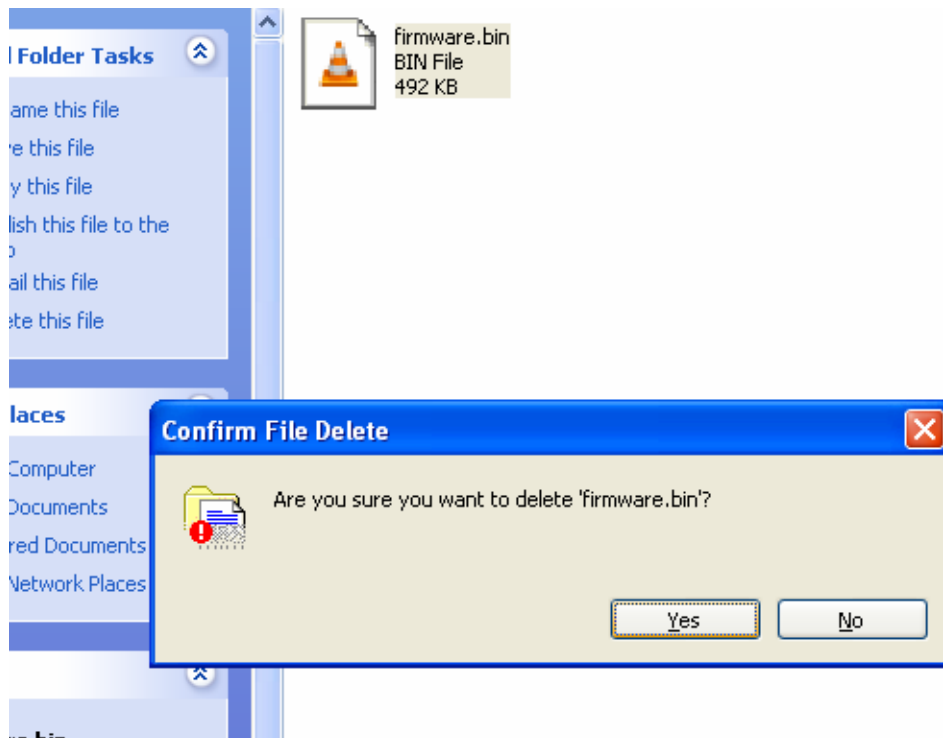 Folder Tasks
ame this file
e this file
y this file
lish this file to the
ail this file
ete this file
laces
Computer
Documents
red Documents
Network Places
firmware.bin
BIN File
492 KB
Confirm File Delete
Are you sure you want to delete 'firmware.bin'?
Yes
No